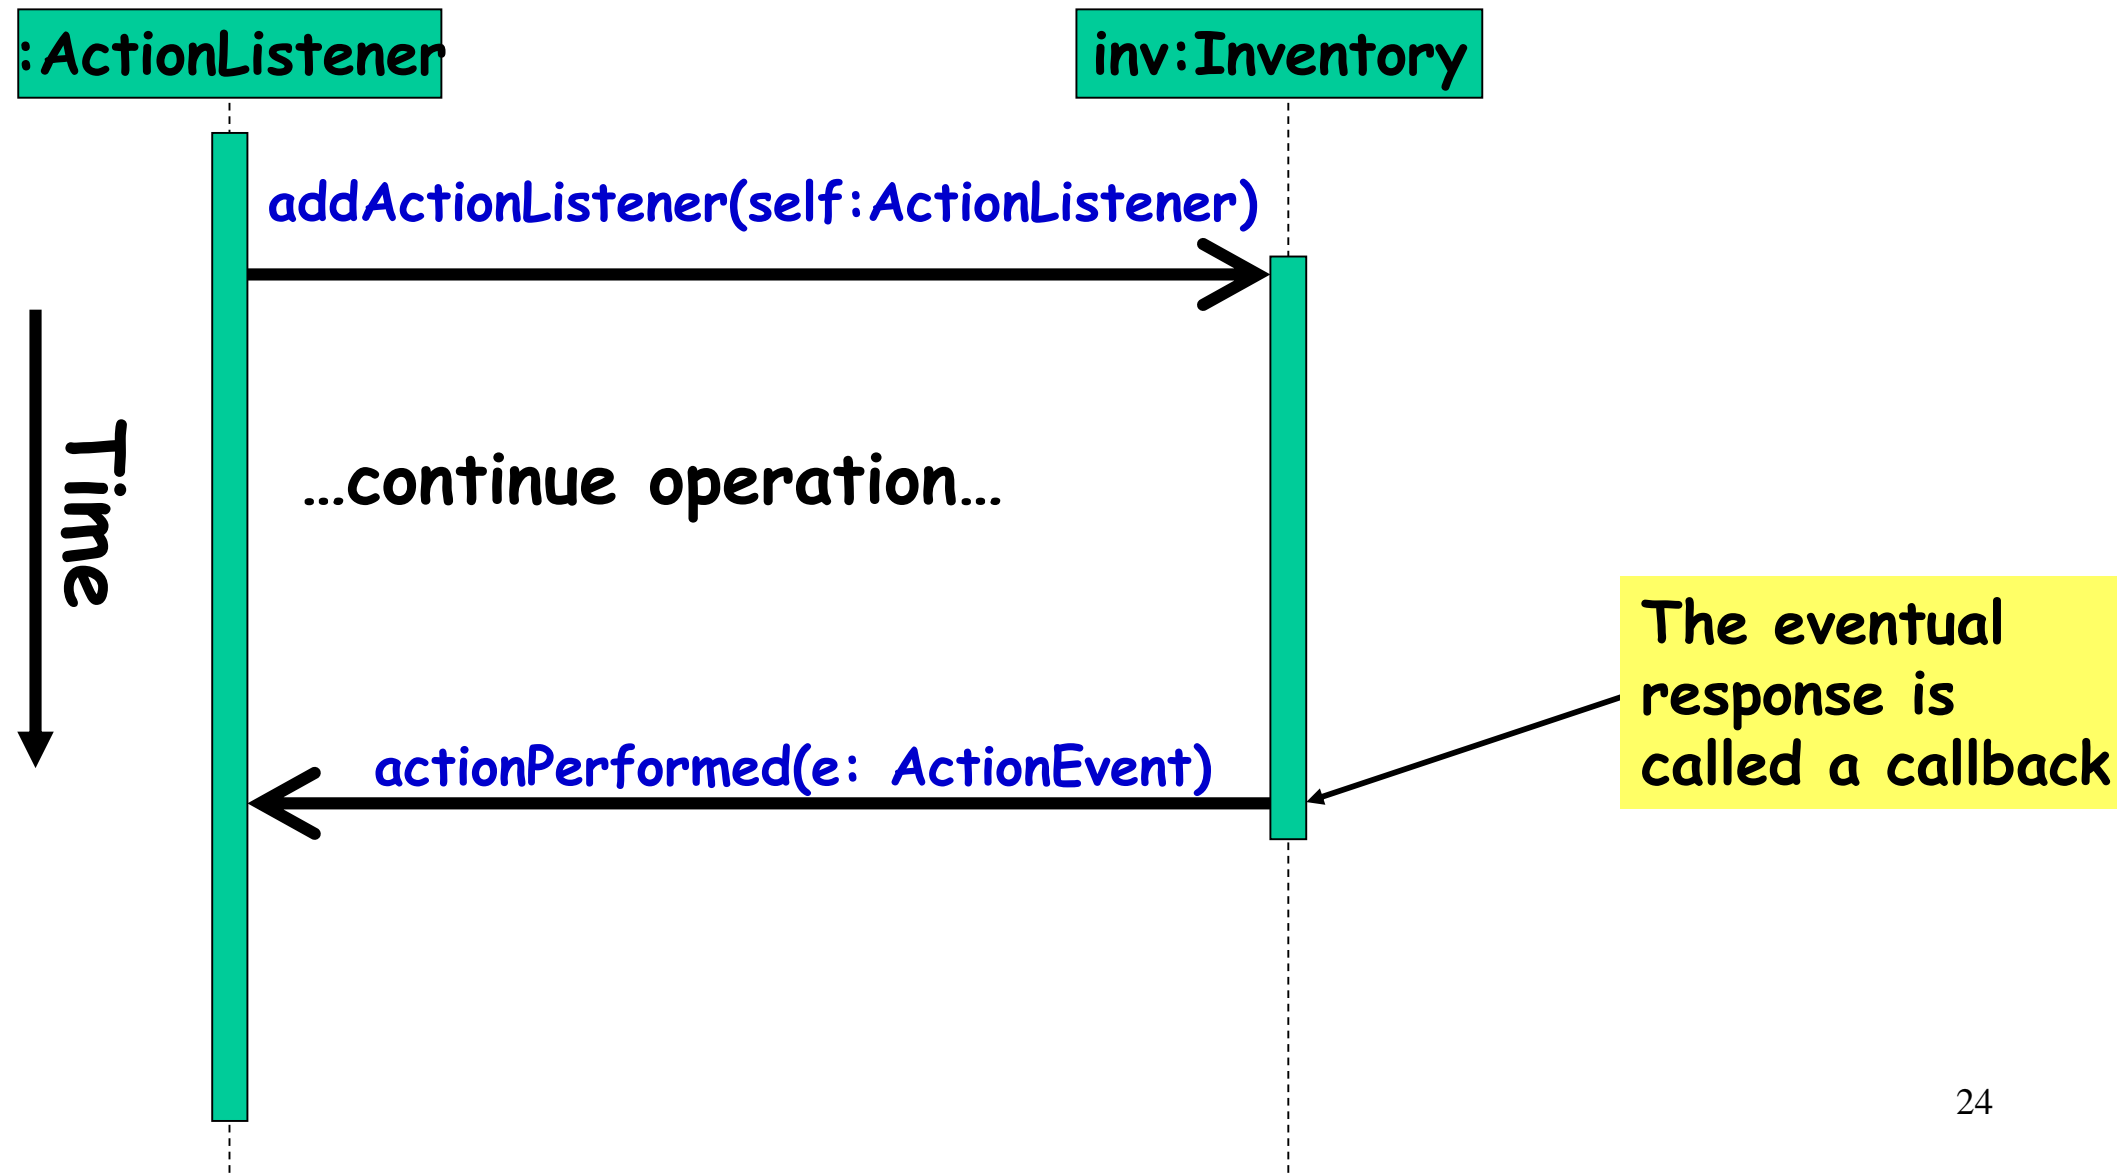 :ActionListener
inv:Inventory
addActionListener(self:ActionListener)
Time
...continue operation...
The eventual
response is
called a callback
actionPerformed(e: ActionEvent)
24